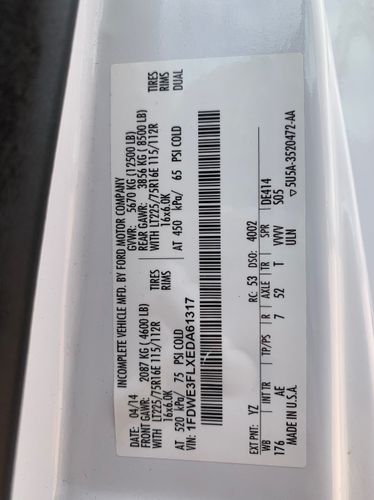 INCOMPLETE VEHICLE MFD. BY FORD MOTOR COMPANY
DATE: 04/14 GVWR: 5670 KG (12500 LB)
FRONT GAWR: 2087 KG (4600 LB) REAR GAWR: 3856 KG (8500 LB)
WITH LT225/75R16E 115/112R TIRES WITH LT225/75R16E 115/112R TIRES
16x6.0K RIMS 16x6.0K RIMS
AT 520 kPa/ 75 PSI COLD AT 450 kPa/ 65 PSI COLD DUAL
VIN: 1FDWE3FLXEDA61317
EXT PNT: YZ RC: 53 DSO: 4002 DE414
WB INT TR TP/PS R AXLE TR SPR S05
176 AE 7 52 T VVVV
ULN
MADE IN U.S.A. ▽5U5A-3520472-AA